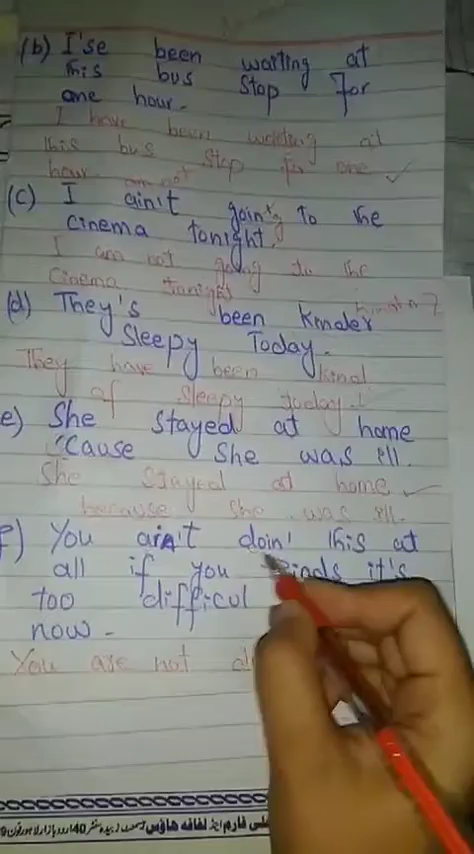 (b) I'se been waiting at
this bus stop For
one hour.
I have been waiting at
this bus stop for one
hour.
am not
(c) I ain't going to the
cinema tonight.
I am not going to the
cinema tonight
(d) They's been kinder
Sleepy Today.
They have been kind
of sleepy today.
e) She stayed at home
'Cause She was ill.
She stayed at home
because she was ill.
f) You ain't doin' this at
all if you finds it's
too difficul
now.
You are not